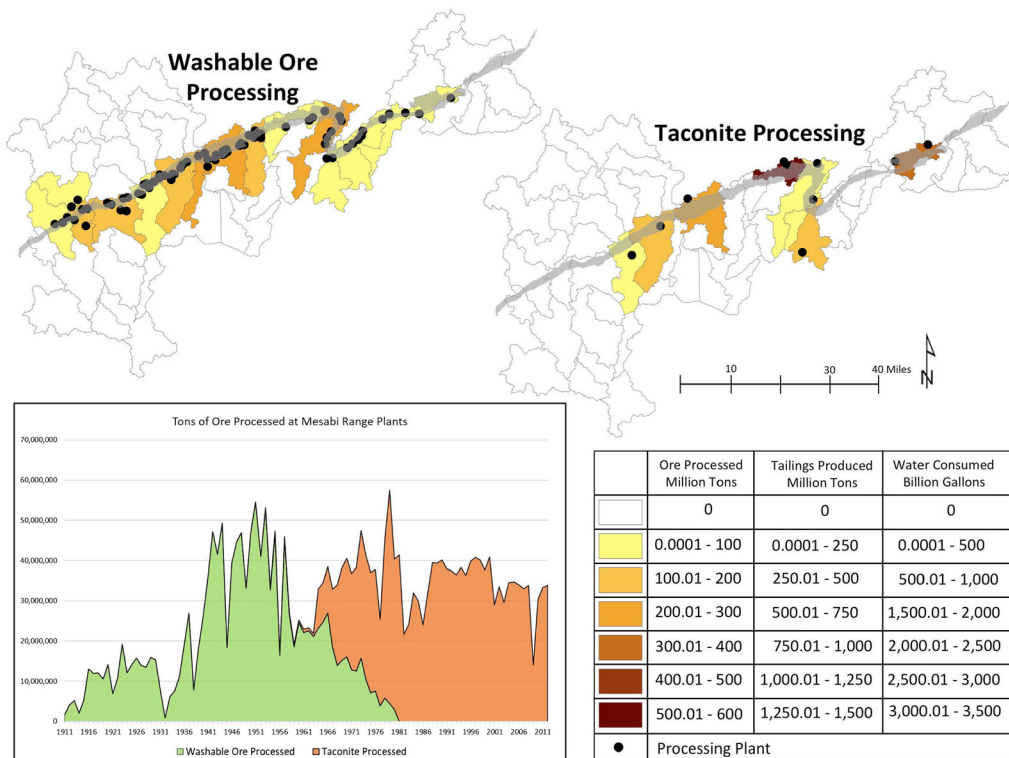 Washable Ore
Processing
Taconite Processing
10 30 40 Miles
N
Tons of Ore Processed at Mesabi Range Plants
70,000,000
60,000,000
50,000,000
40,000,000
30,000,000
20,000,000
10,000,000
0
1911 1916 1921 1926 1931 1936 1941 1946 1951 1956 1961 1966 1971 1976 1981 1986 1991 1996 2001 2006 2011
Washable Ore Processed Taconite Processed
Ore Processed Million Tons Tailings Produced Million Tons Water Consumed Billion Gallons
0 0 0
0.0001 - 100 0.0001 - 250 0.0001 - 500
100.01 - 200 250.01 - 500 500.01 - 1,000
200.01 - 300 500.01 - 750 1,500.01 - 2,000
300.01 - 400 750.01 - 1,000 2,000.01 - 2,500
400.01 - 500 1,000.01 - 1,250 2,500.01 - 3,000
500.01 - 600 1,250.01 - 1,500 3,000.01 - 3,500
Processing Plant